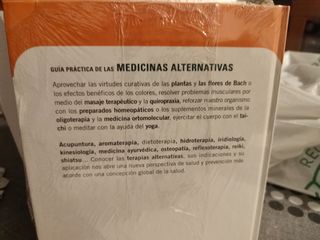 GUÍA PRÁCTICA DE LAS MEDICINAS ALTERNATIVAS
Aprovechar las virtudes curativas de las plantas y las flores de Bach o
los efectos benéficos de los colores, resolver problemas musculares por
medio del masaje terapéutico y la quiropraxia, reforzar nuestro organismo
con los preparados homeopáticos o los suplementos minerales de la
oligoterapia y la medicina ortomolecular, ejercitar el cuerpo con el tai-
chi o meditar con la ayuda del yoga.
Acupuntura, aromaterapia, dietoterapia, hidroterapia, iridiología,
kinesiología, medicina ayurvédica, osteopatía, reflexoterapia, reiki,
shiatsu... Conocer las terapias alternativas, sus indicaciones y su
aplicación nos abre una nueva perspectiva de salud y prevención más
acorde con una concepción global de la salud.